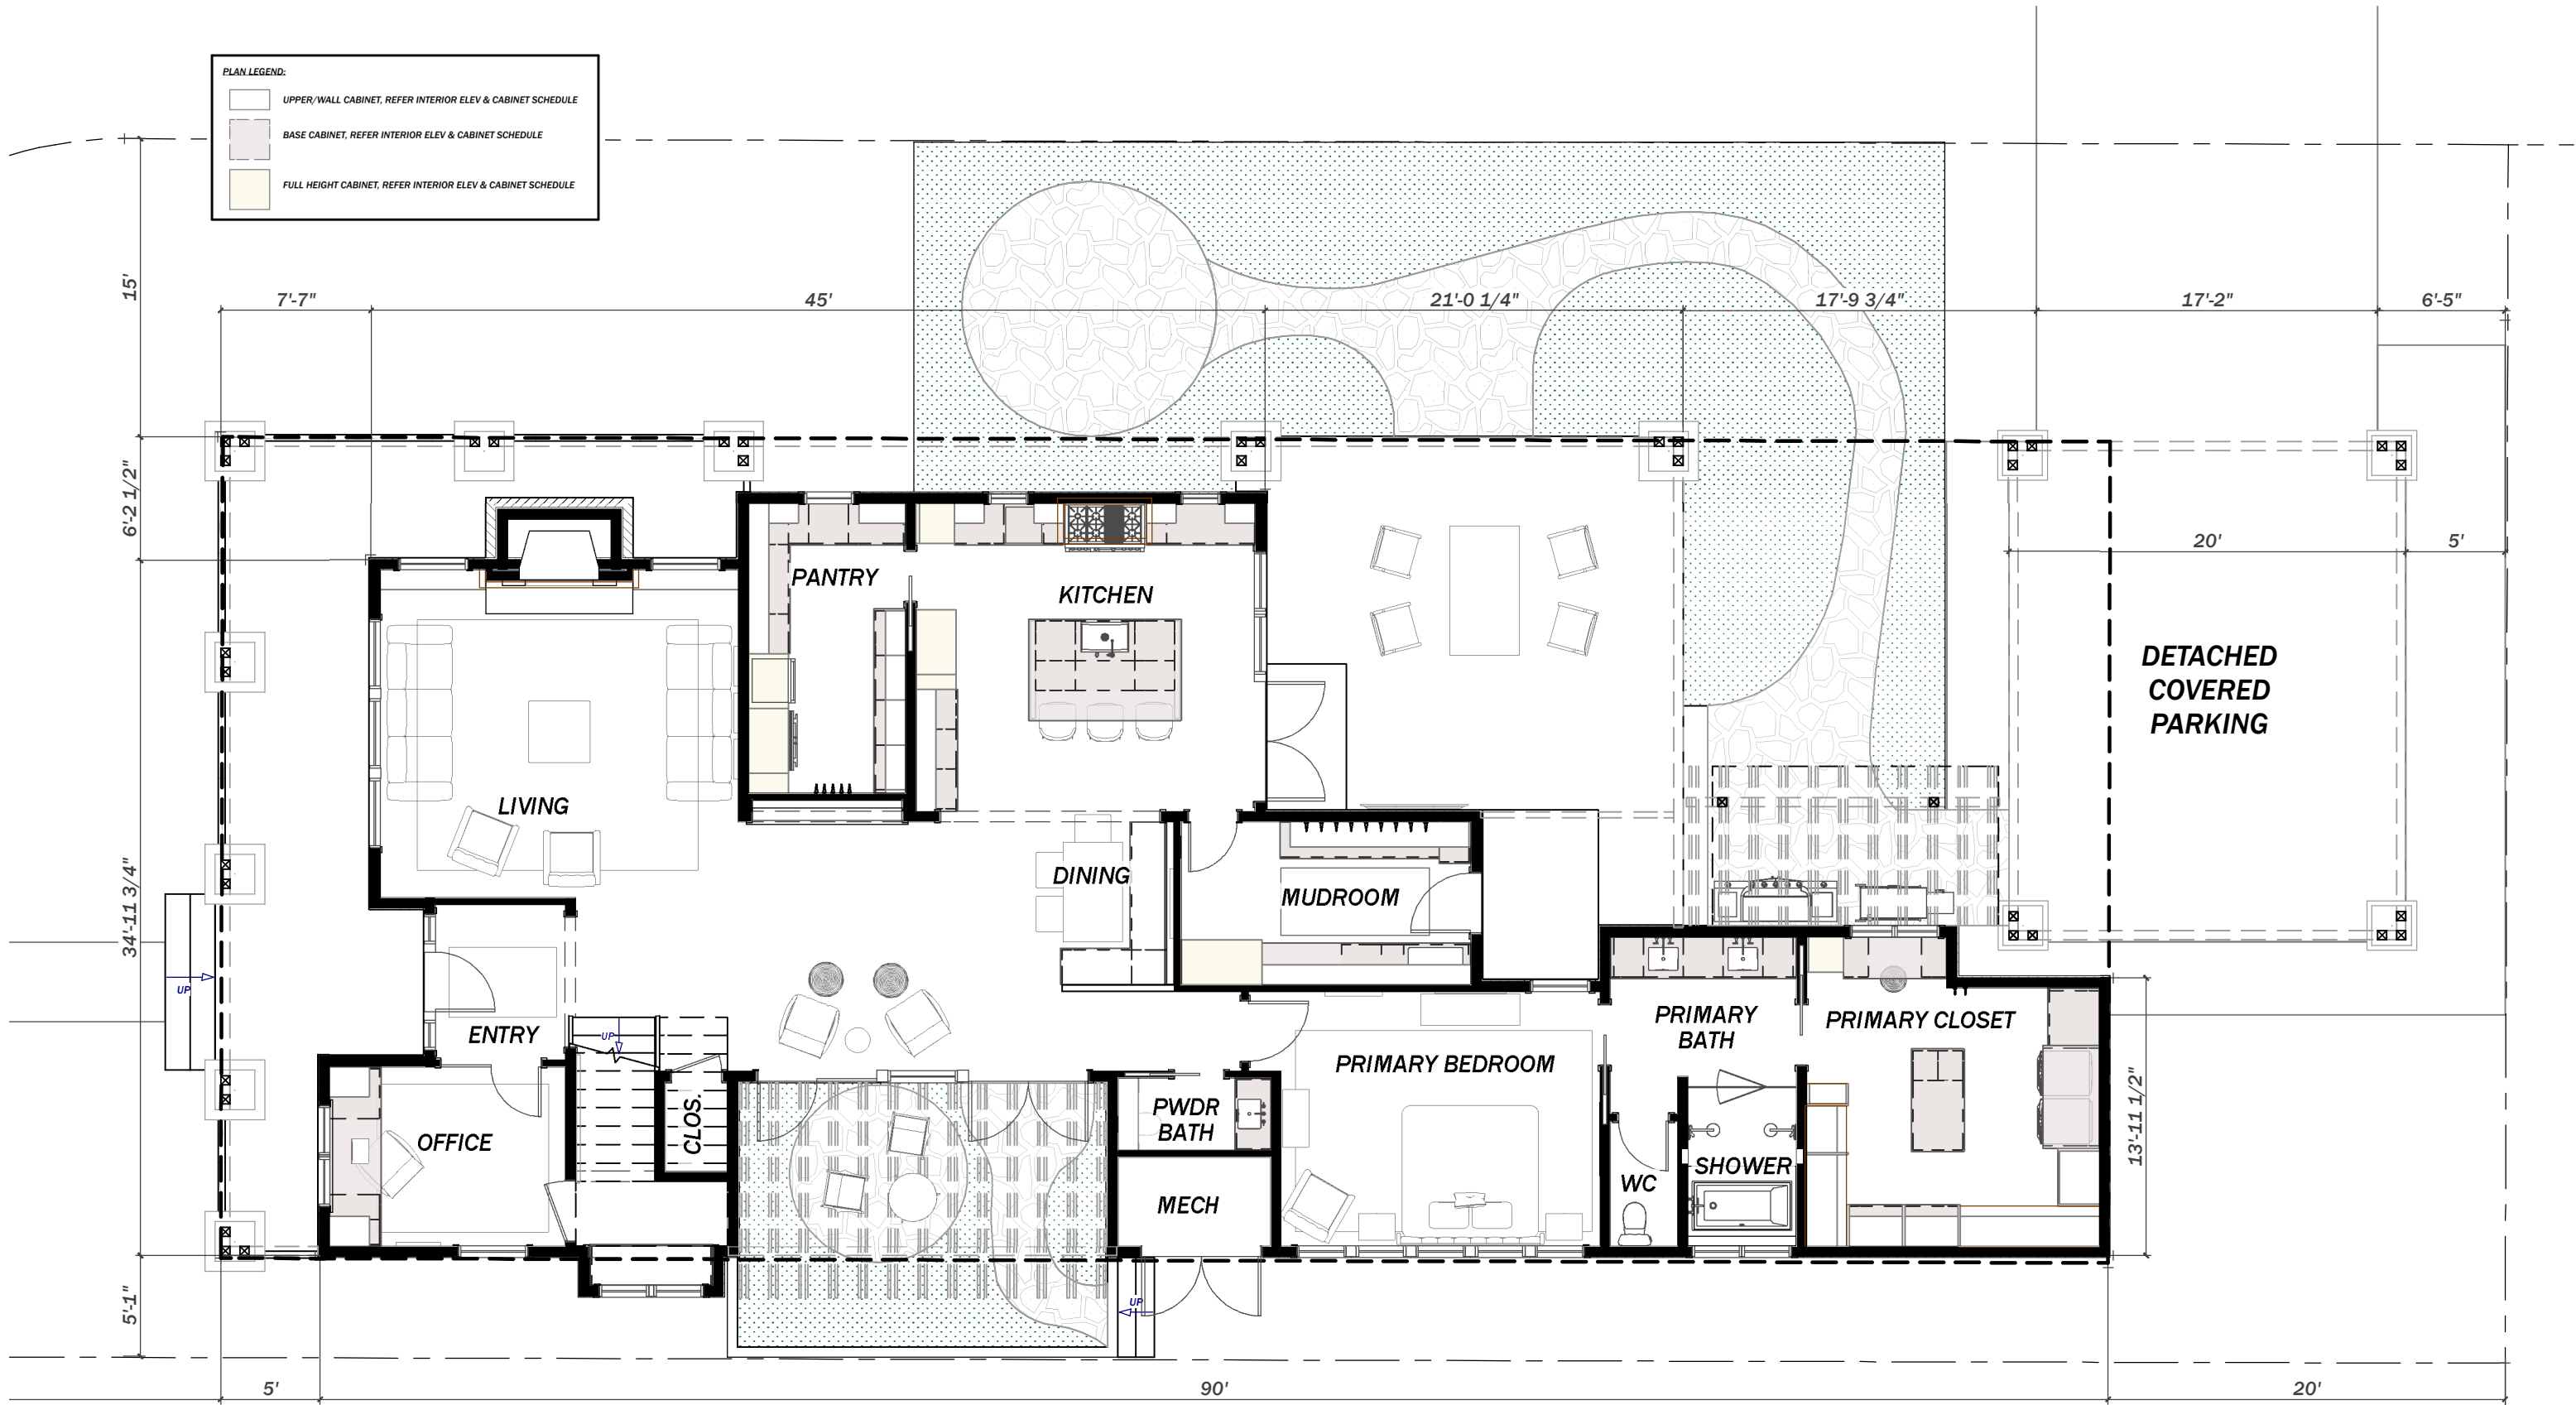 PLAN LEGEND:
UPPER/WALL CABINET, REFER INTERIOR ELEV & CABINET SCHEDULE
BASE CABINET, REFER INTERIOR ELEV & CABINET SCHEDULE
FULL HEIGHT CABINET, REFER INTERIOR ELEV & CABINET SCHEDULE
15'
7'-7"
45'
21'-0 1/4"
17'-9 3/4"
17'-2"
6'-5"
6'-2 1/2"
20'
5'
PANTRY
KITCHEN
DETACHED
COVERED
PARKING
LIVING
DINING
MUDROOM
34'-11 3/4"
UP
ENTRY
UP
PRIMARY BEDROOM
PRIMARY
BATH
PRIMARY CLOSET
OFFICE
CLOS.
PWDR
BATH
13'-11 1/2"
WC
SHOWER
MECH
UP
5'-1"
5'
90'
20'